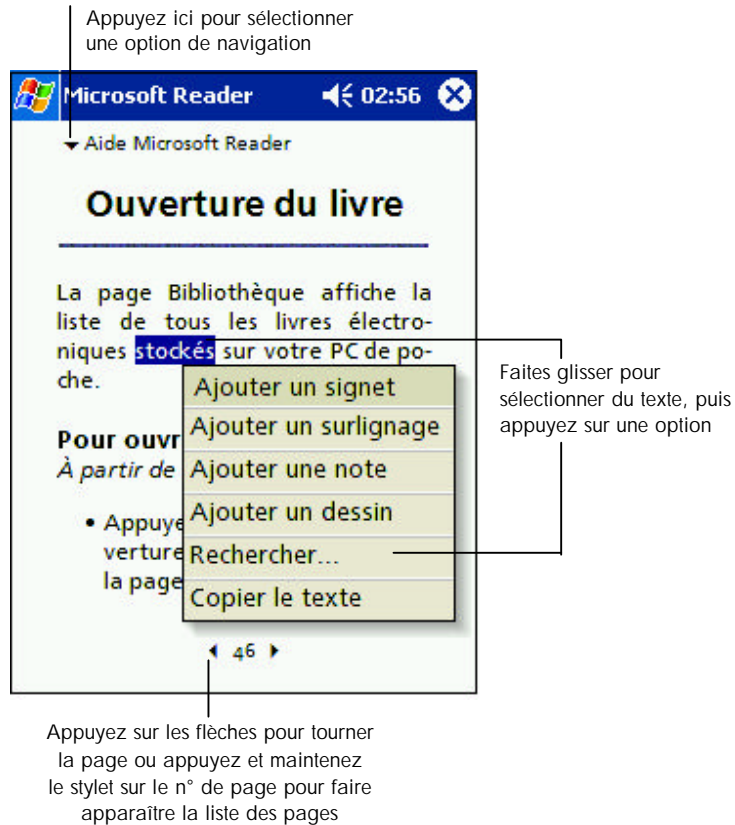 Appuyez ici pour sélectionner
une option de navigation
Microsoft Reader 02:56
Aide Microsoft Reader
Ouverture du livre
La page Bibliothèque affiche la
liste de tous les livres électro-
niques stockés sur votre PC de po-
che.
Faites glisser pour
sélectionner du texte, puis
appuyez sur une option
Ajouter un signet
Ajouter un surlignage
Ajouter une note
Ajouter un dessin
Rechercher...
Copier le texte
Pour ouvr
À partir de
• Appuye
verture
la page
46
Appuyez sur les flèches pour tourner
la page ou appuyez et maintenez
le stylet sur le n° de page pour faire
apparaître la liste des pages